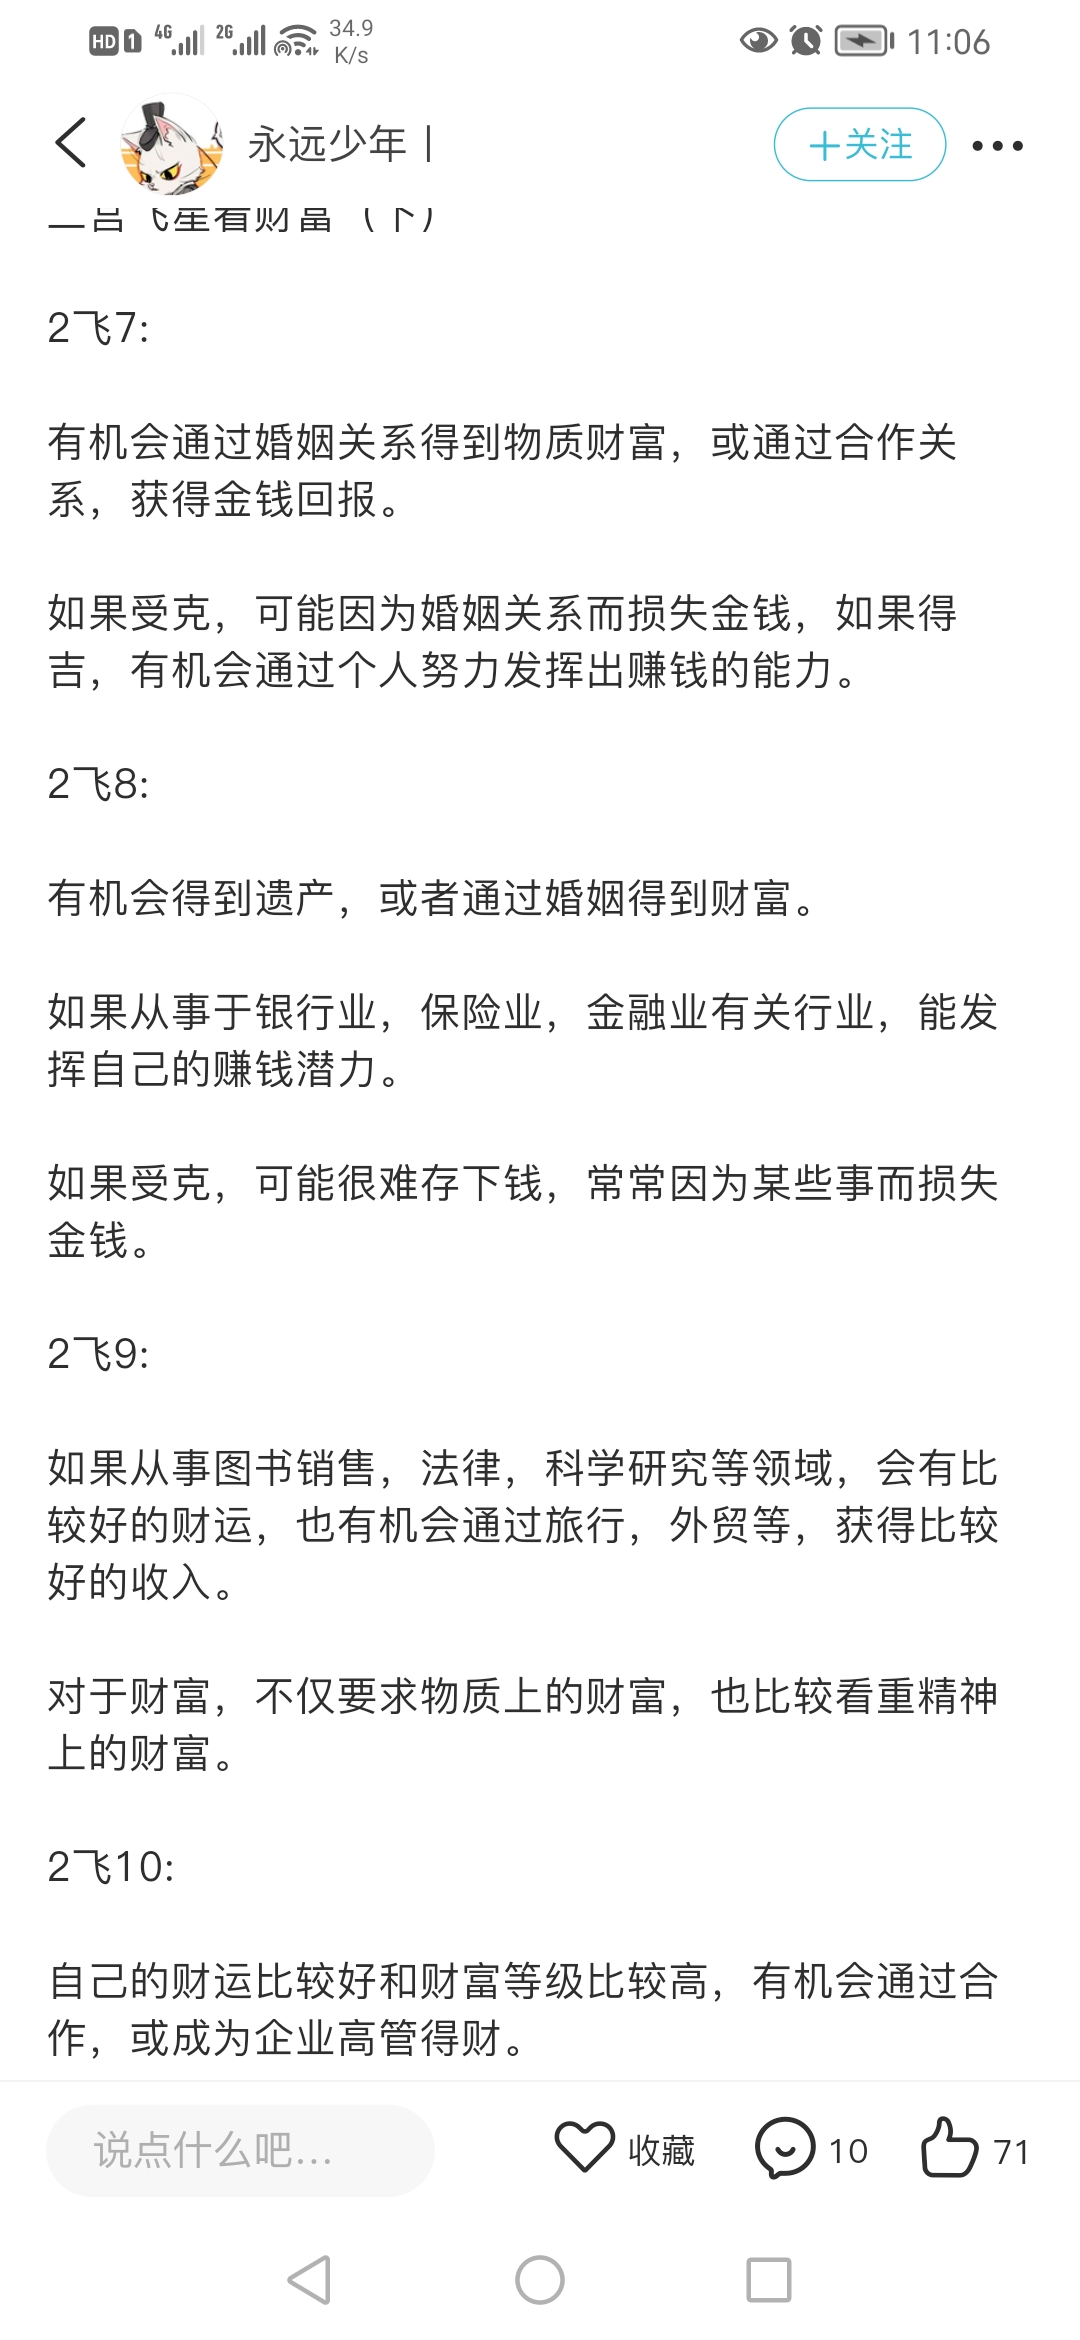 HD 1 4G 2G 34.9 K/s 11:06
永远少年丨
+关注
二宫飞星看财富（下）
2飞7:
有机会通过婚姻关系得到物质财富，或通过合作关
系，获得金钱回报。
如果受克，可能因为婚姻关系而损失金钱，如果得
吉，有机会通过个人努力发挥出赚钱的能力。
2飞8:
有机会得到遗产，或者通过婚姻得到财富。
如果从事于银行业，保险业，金融业有关行业，能发
挥自己的赚钱潜力。
如果受克，可能很难存下钱，常常因为某些事而损失
金钱。
2飞9:
如果从事图书销售，法律，科学研究等领域，会有比
较好的财运，也有机会通过旅行，外贸等，获得比较
好的收入。
对于财富，不仅要求物质上的财富，也比较看重精神
上的财富。
2飞10:
自己的财运比较好和财富等级比较高，有机会通过合
作，或成为企业高管得财。
说点什么吧... 收藏 10 71